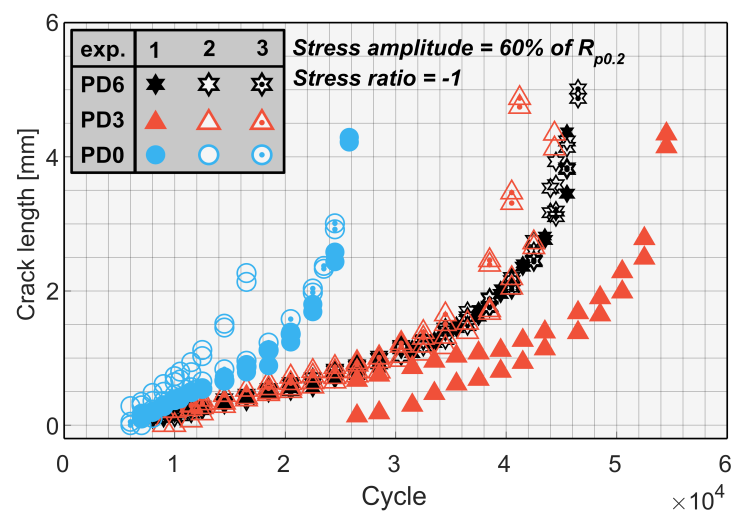 6
exp. 1 2 3 Stress amplitude = 60% of Rp0.2
PD6 Stress ratio = -1
PD3
PD0
4
2
0
Crack length [mm]
0 1 2 3 4 5 6
Cycle
×10^4